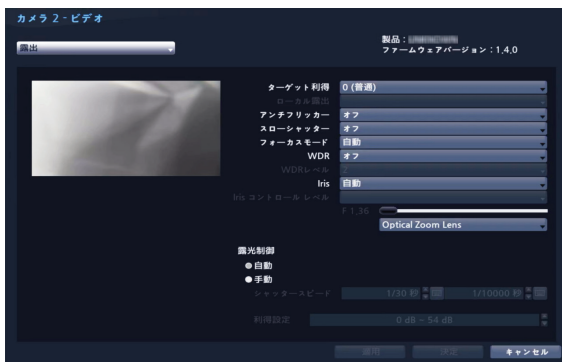 カメラ 2 - ビデオ
露出
製品 :
ファームウェアバージョン : 1.4.0
ターゲット利得 0 (普通)
ローカル露出
アンチフリッカー オフ
スローシャッター オフ
フォーカスモード 自動
WDR オフ
WDRレベル 2
Iris 自動
Iris コントロール レベル
F 1.36
Optical Zoom Lens
露光制御
自動
手動
シャッタースピード 1/30 秒 1/10000 秒
利得設定 0 dB ~ 54 dB
適用 決定 キャンセル